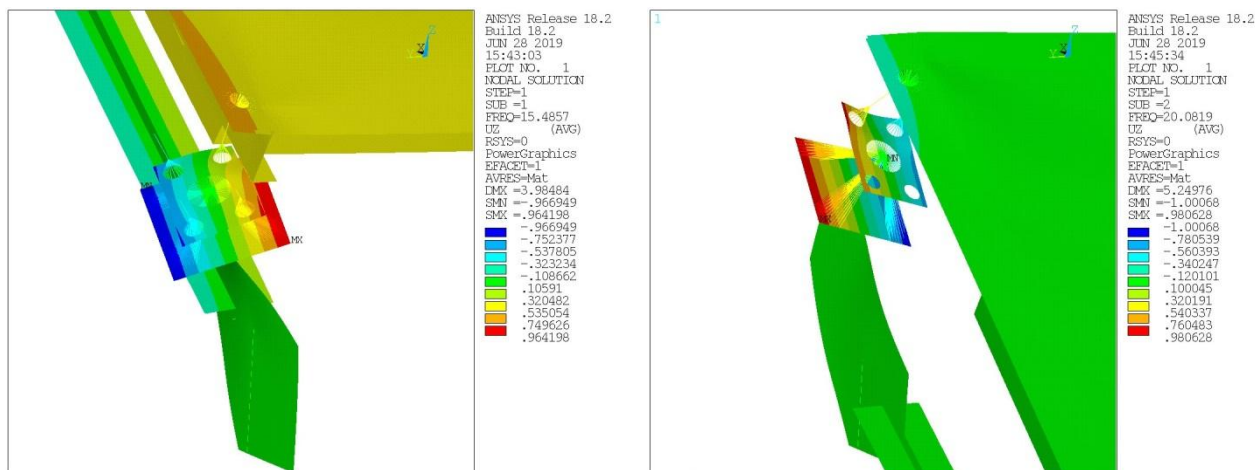 ANSYS Release 18.2
Build 18.2
JUN 28 2019
15:43:03
PLOT NO. 1
NODAL SOLUTION
STEP=1
SUB =1
FREQ=15.4857
UZ (AVG)
RSYS=0
PowerGraphics
EFACET=1
AVRES=Mat
DMX =3.98484
SMN =-.966949
SMX =.964198
-.966949
-.752377
-.537805
-.323234
-.108662
.10591
.320482
.535054
.749626
.964198
MN
MX
Z
Y
X
1
ANSYS Release 18.2
Build 18.2
JUN 28 2019
15:45:34
PLOT NO. 1
NODAL SOLUTION
STEP=1
SUB =2
FREQ=20.0819
UZ (AVG)
RSYS=0
PowerGraphics
EFACET=1
AVRES=Mat
DMX =5.24976
SMN =-1.00068
SMX =.980628
-1.00068
-.780539
-.560393
-.340247
-.120101
.100045
.320191
.540337
.760483
.980628
MN
Z
Y
X